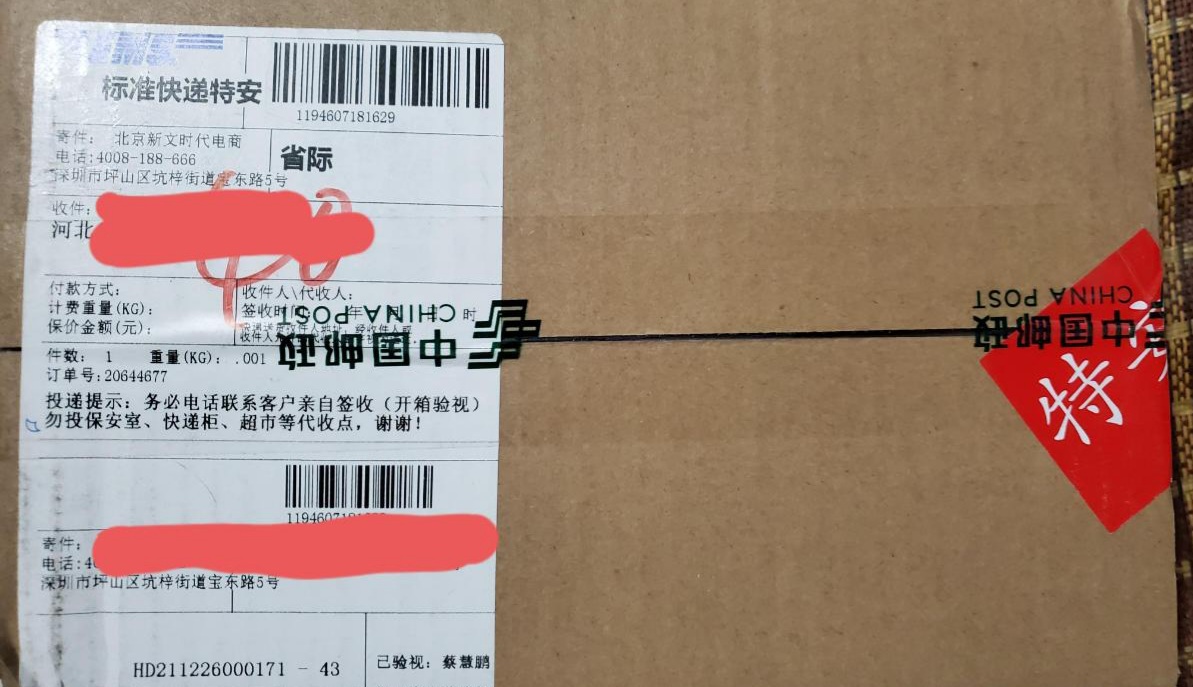 标准快递特安
1194607181629
寄件: 北京新文时代电商
电话:4008-188-666
深圳市坪山区坑梓街道宝东路5号
省际
收件:
河北
付款方式:
计费重量(KG):
保价金额(元):
收件人\代收人:
签收时间: 年 月 日 时
件数: 1 重量(KG): .001
订单号:20644677
投递提示: 务必电话联系客户亲自签收(开箱验视)
勿投保安室、快递柜、超市等代收点,谢谢!
中国邮政
CHINA POST
中国邮政
CHINA POST
特安
寄件:
电话:4
深圳市坪山区坑梓街道宝东路5号
HD211226000171 - 43
已验视: 蔡慧鹏